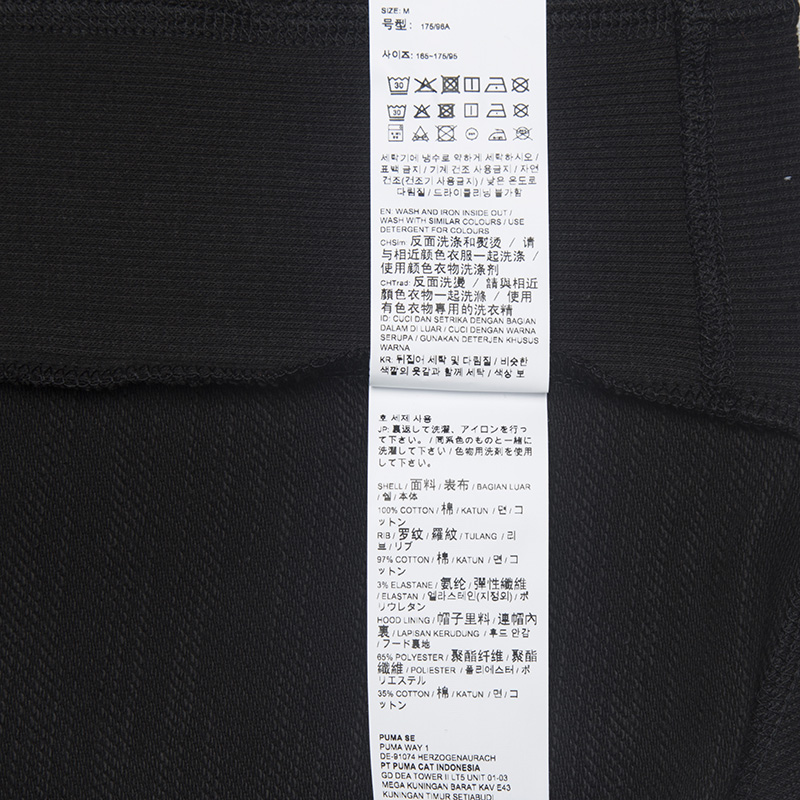 SIZE: M
号型: 175/96A
사이즈: 165~175/95
세탁기에 냉수로 약하게 세탁하시오 /
표백 금지 / 기계 건조 사용금지 / 자연
건조(건조기 사용금지) / 낮은 온도로
다림질 / 드라이클리닝 불가함
EN: WASH AND IRON INSIDE OUT /
WASH WITH SIMILAR COLOURS / USE
DETERGENT FOR COLOURS
CHSim: 反面洗涤和熨烫 / 请
与相近颜色衣服一起洗涤 /
使用颜色衣物洗涤剂
CHTrad: 反面洗燙 / 請與相近
顏色衣物一起洗滌 / 使用
有色衣物專用的洗衣精
ID: CUCI DAN SETRIKA DENGAN BAGIAN
DALAM DI LUAR / CUCI DENGAN WARNA
SERUPA / GUNAKAN DETERJEN KHUSUS
WARNA
KR: 뒤집어 세탁 및 다림질 / 비슷한
색깔의 옷감과 함께 세탁 / 색상 보
호 세제 사용
JP: 裏返して洗濯、アイロンを行っ
て下さい。/ 同系色のものと一緒に
洗濯して下さい / 色物用洗剤を使用
して下さい。
SHELL / 面料 / 表布 / BAGIAN LUAR
/ 쉘 / 本体
100% COTTON / 棉 / KATUN / 면 / コ
ットン
RIB / 罗纹 / 羅紋 / TULANG / 리
브 / リブ
97% COTTON / 棉 / KATUN / 면 / コ
ットン
3% ELASTANE / 氨纶 / 彈性纖維
/ ELASTAN / 엘라스테인(지정외) / ポ
リウレタン
HOOD LINING / 帽子里料 / 連帽內
裏 / LAPISAN KERUDUNG / 후드 안감
/ フード裏地
65% POLYESTER / 聚酯纤维 / 聚酯
纖維 / POLIESTER / 폴리에스터 / ポ
リエステル
35% COTTON / 棉 / KATUN / 면 / コ
ットン
PUMA SE
PUMA WAY 1
DE-91074 HERZOGENAURACH
PT PUMA CAT INDONESIA
GD DEA TOWER II LT5 UNIT 01-03
MEGA KUNINGAN BARAT KAV E43
KUNINGAN TIMUR SETIABUDI